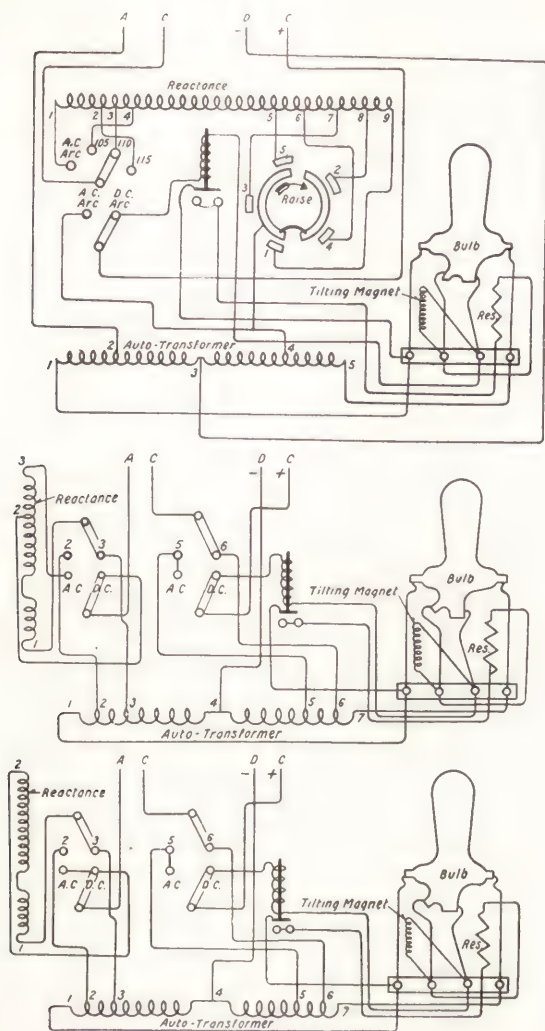 A C D C
- +
Reactance
1 2 3 4 5 6 7 8 9
A.C. Arc 105 110 115
A.C. Arc D.C. Arc
5 2 3 4 1
Raise
Bulb
Tilting Magnet
Res.
Auto-Transformer
1 2 3 4 5
A C D C
- +
3
Reactance
2
2 3 5 6
A.C. D.C. A.C. D.C.
1
Bulb
Tilting Magnet
Res.
1 2 3 4 5 6 7
Auto-Transformer
A C D C
- +
2
Reactance
2 3 5 6
A.C. D.C. A.C. D.C.
1
Bulb
Tilting Magnet
Res.
1 2 3 4 5 6 7
Auto-Transformer